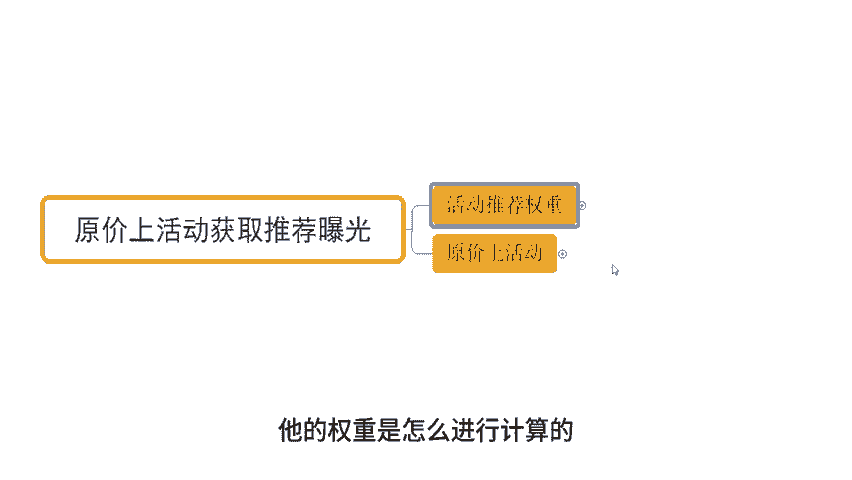 原价上活动获取推荐曝光
活动推荐权重
原价上活动
他的权重是怎么进行计算的